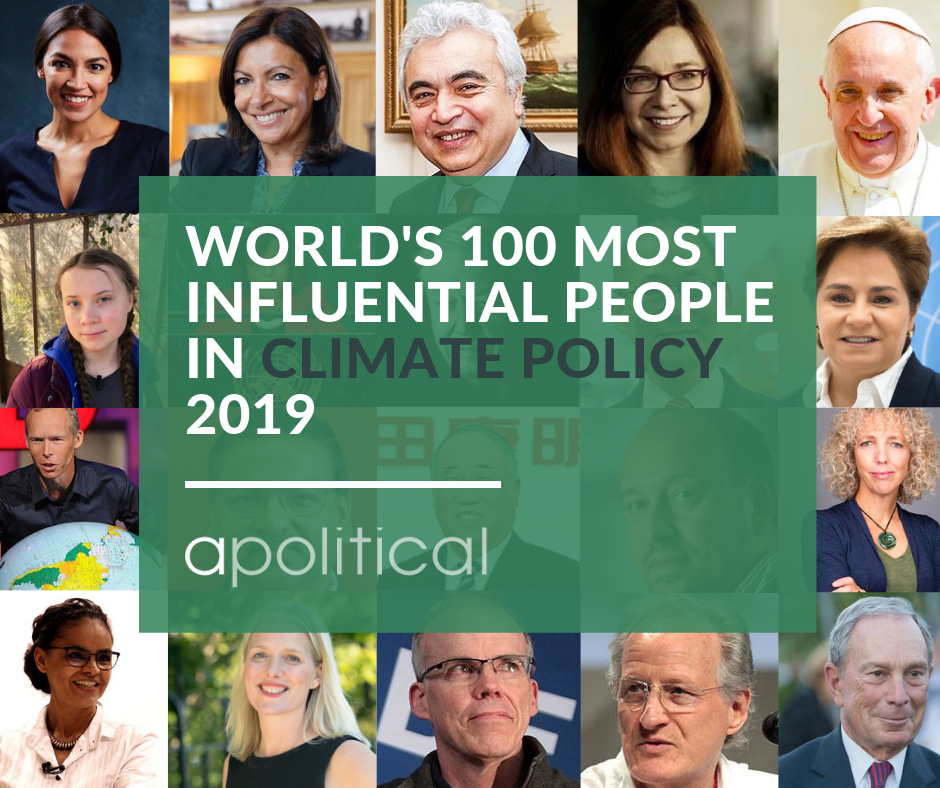 WORLD'S 100 MOST
INFLUENTIAL PEOPLE
IN CLIMATE POLICY
2019
apolitical